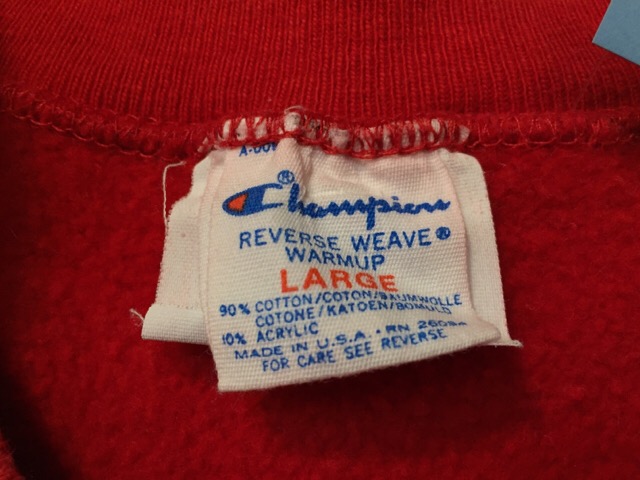 Champion®
REVERSE WEAVE®
WARMUP
LARGE
90% COTTON/COTON/BAUMWOLLE
COTONE/KATOEN/BOMULD
10% ACRYLIC
MADE IN U.S.A. · RN
FOR CARE SEE REVERSE